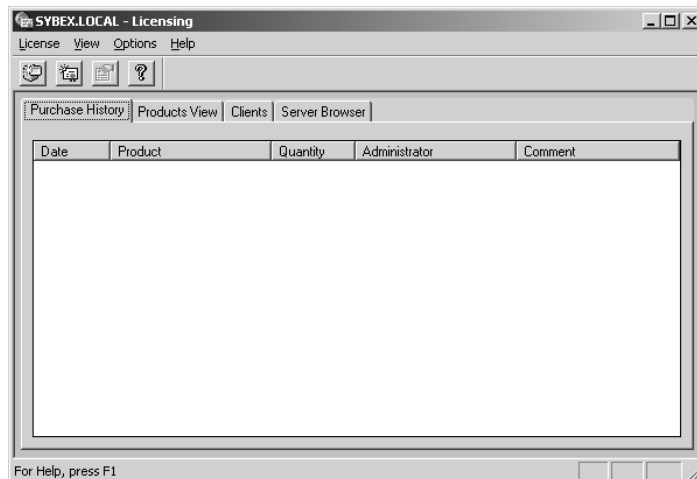 SYBEX.LOCAL - Licensing
License View Options Help
Purchase History Products View Clients Server Browser
Date Product Quantity Administrator Comment
For Help, press F1